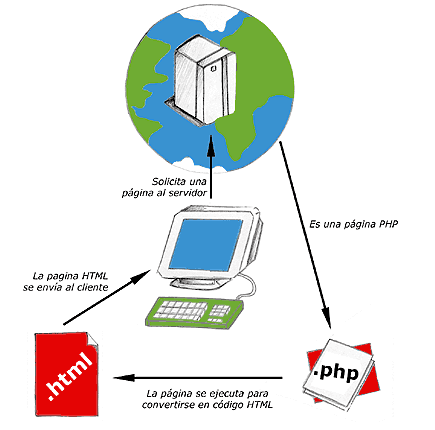 Solicita una
página al servidor
Es una página PHP
La pagina HTML
se envía al cliente
.html
.php
La página se ejecuta para
convertirse en código HTML